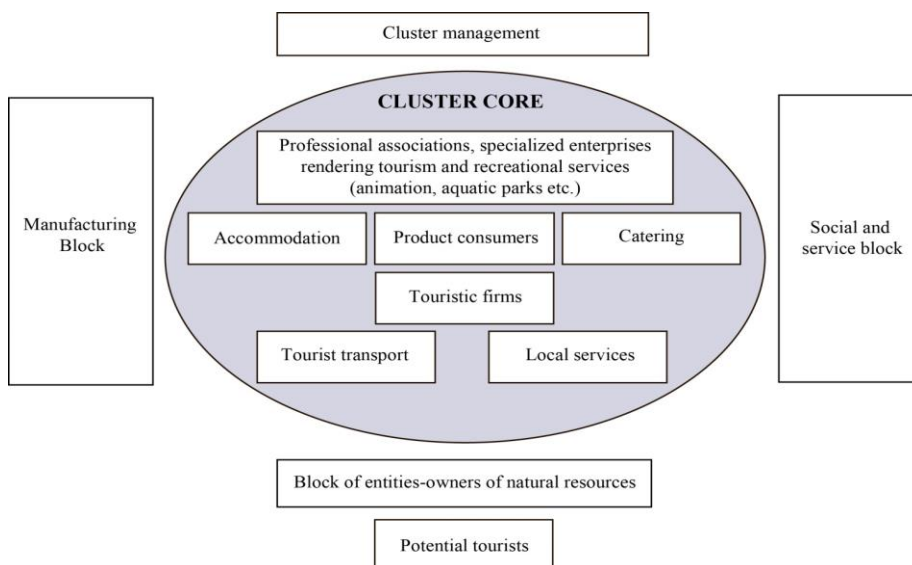 Cluster management
CLUSTER CORE
Professional associations, specialized enterprises
rendering tourism and recreational services
(animation, aquatic parks etc.)
Manufacturing
Block
Accommodation
Product consumers
Catering
Social and
service block
Touristic firms
Tourist transport
Local services
Block of entities-owners of natural resources
Potential tourists